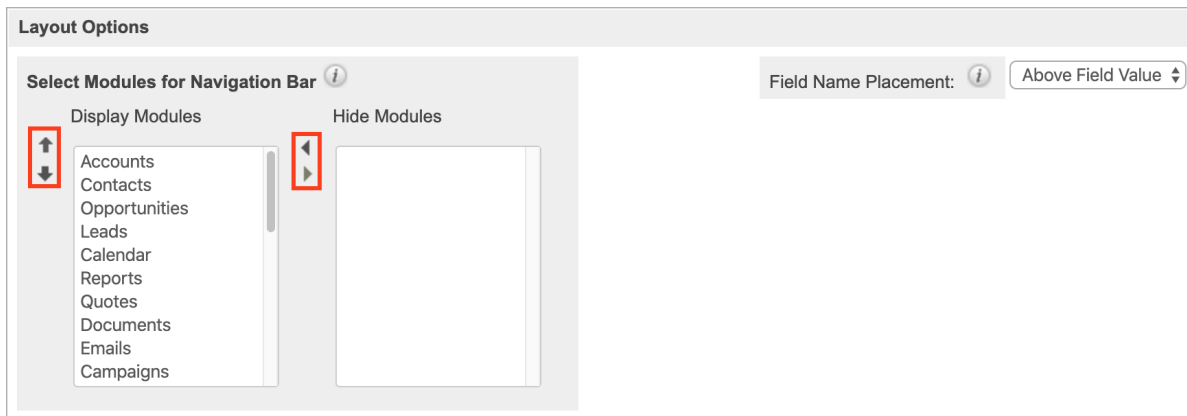 Layout Options
Select Modules for Navigation Bar i
Field Name Placement: i Above Field Value
Display Modules Hide Modules
Accounts
Contacts
Opportunities
Leads
Calendar
Reports
Quotes
Documents
Emails
Campaigns